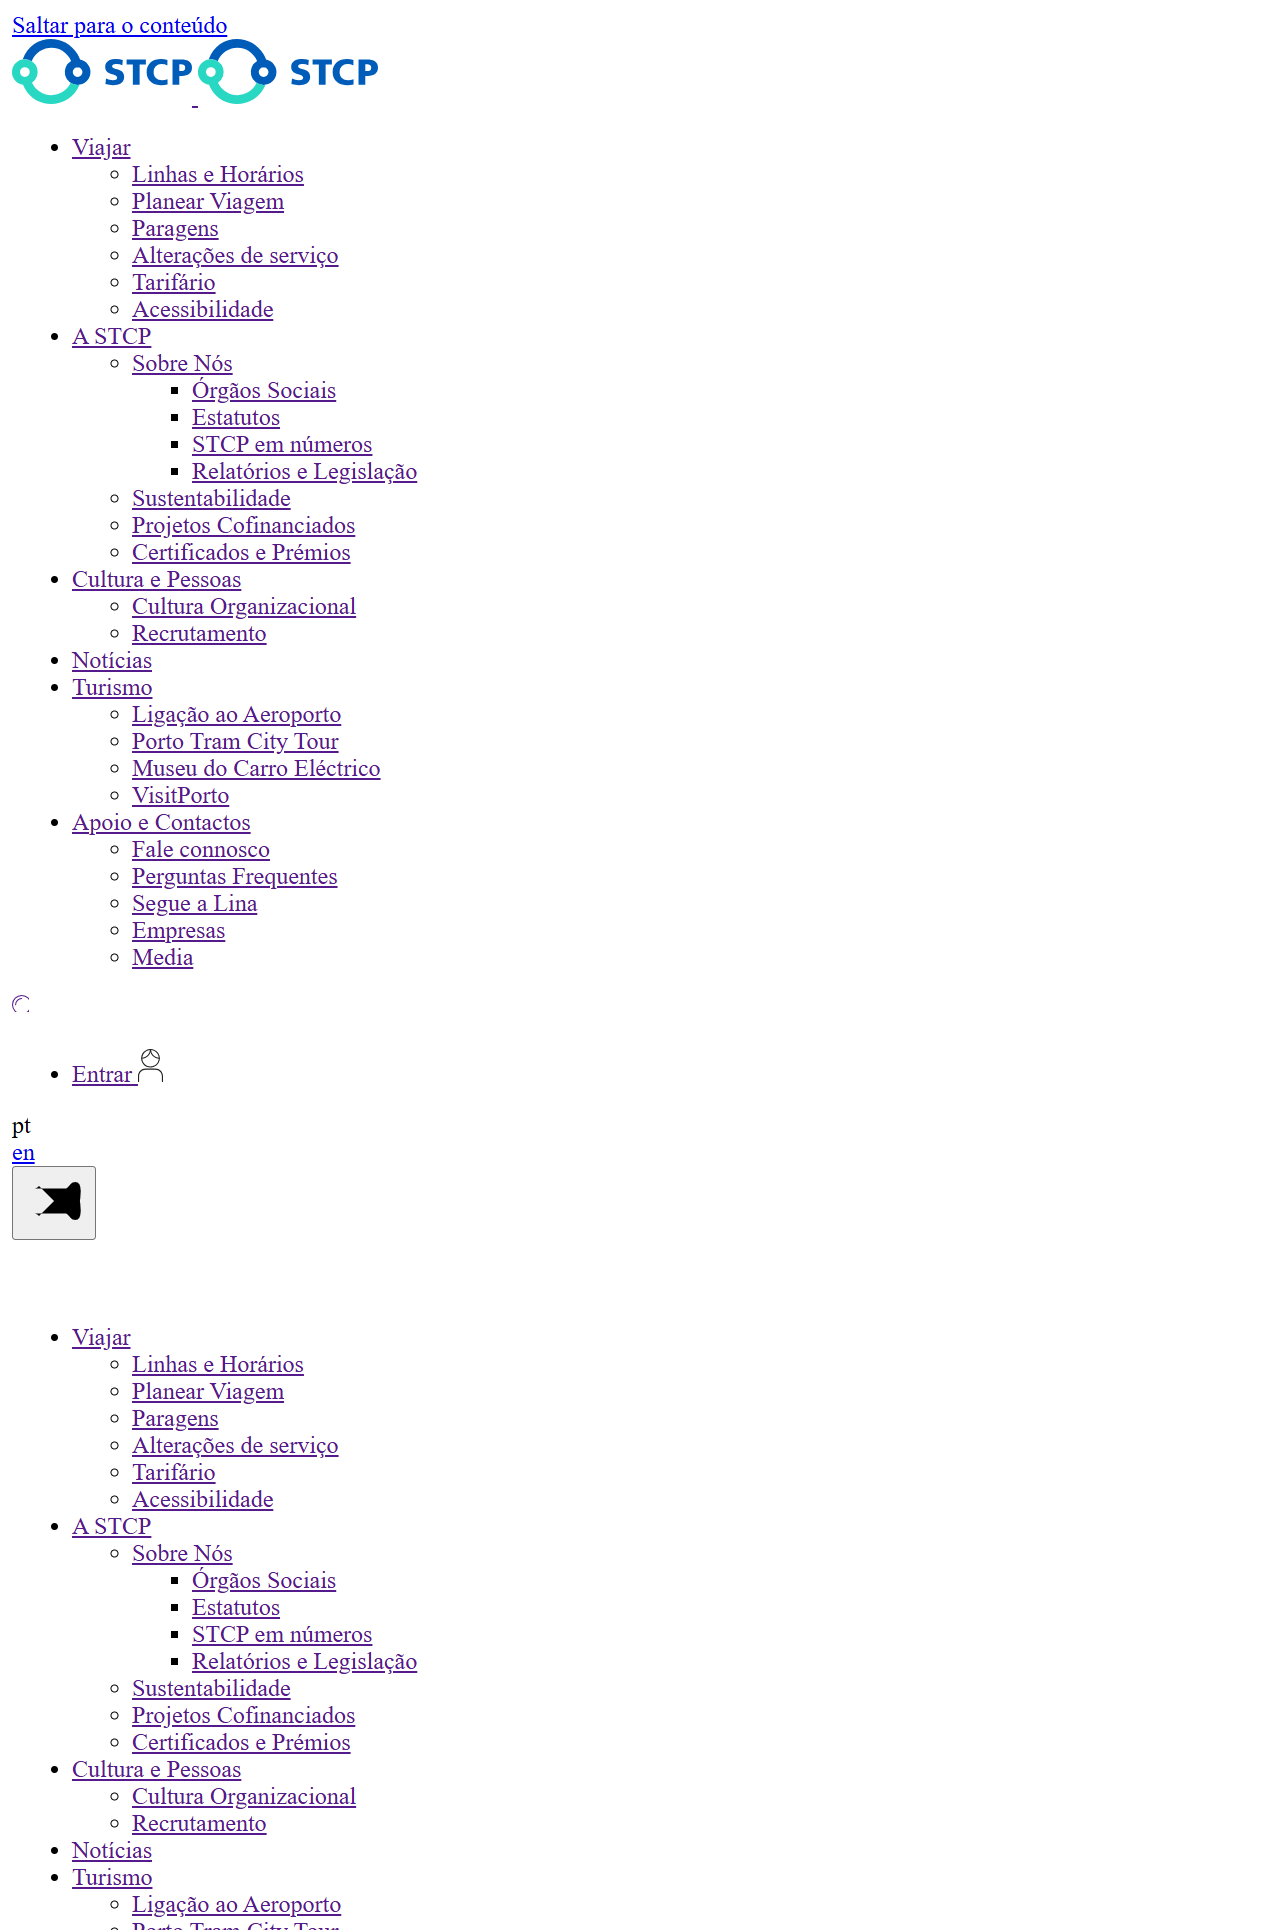 Saltar para o conteúdo
STCP STCP
Viajar
Linhas e Horários
Planear Viagem
Paragens
Alterações de serviço
Tarifário
Acessibilidade
A STCP
Sobre Nós
Órgãos Sociais
Estatutos
STCP em números
Relatórios e Legislação
Sustentabilidade
Projetos Cofinanciados
Certificados e Prémios
Cultura e Pessoas
Cultura Organizacional
Recrutamento
Notícias
Turismo
Ligação ao Aeroporto
Porto Tram City Tour
Museu do Carro Eléctrico
VisitPorto
Apoio e Contactos
Fale connosco
Perguntas Frequentes
Segue a Lina
Empresas
Media
Entrar
pt
en
Viajar
Linhas e Horários
Planear Viagem
Paragens
Alterações de serviço
Tarifário
Acessibilidade
A STCP
Sobre Nós
Órgãos Sociais
Estatutos
STCP em números
Relatórios e Legislação
Sustentabilidade
Projetos Cofinanciados
Certificados e Prémios
Cultura e Pessoas
Cultura Organizacional
Recrutamento
Notícias
Turismo
Ligação ao Aeroporto
Porto Tram City Tour